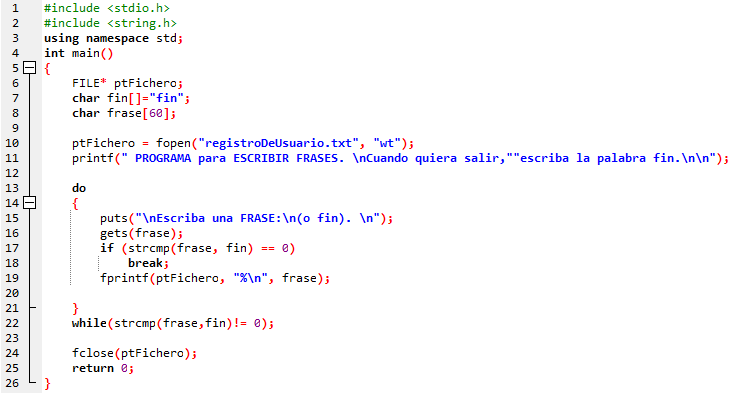 1 #include <stdio.h>
2 #include <string.h>
3 using namespace std;
4 int main()
5 {
6 FILE* ptFichero;
7 char fin[]="fin";
8 char frase[60];
9
10 ptFichero = fopen("registroDeUsuario.txt", "wt");
11 printf(" PROGRAMA para ESCRIBIR FRASES. \nCuando quiera salir,""escriba la palabra fin.\n\n");
12
13 do
14 {
15 puts("\nEscriba una FRASE:\n(o fin). \n");
16 gets(frase);
17 if (strcmp(frase, fin) == 0)
18 break;
19 fprintf(ptFichero, "%\n", frase);
20
21 }
22 while(strcmp(frase,fin)!= 0);
23
24 fclose(ptFichero);
25 return 0;
26 }